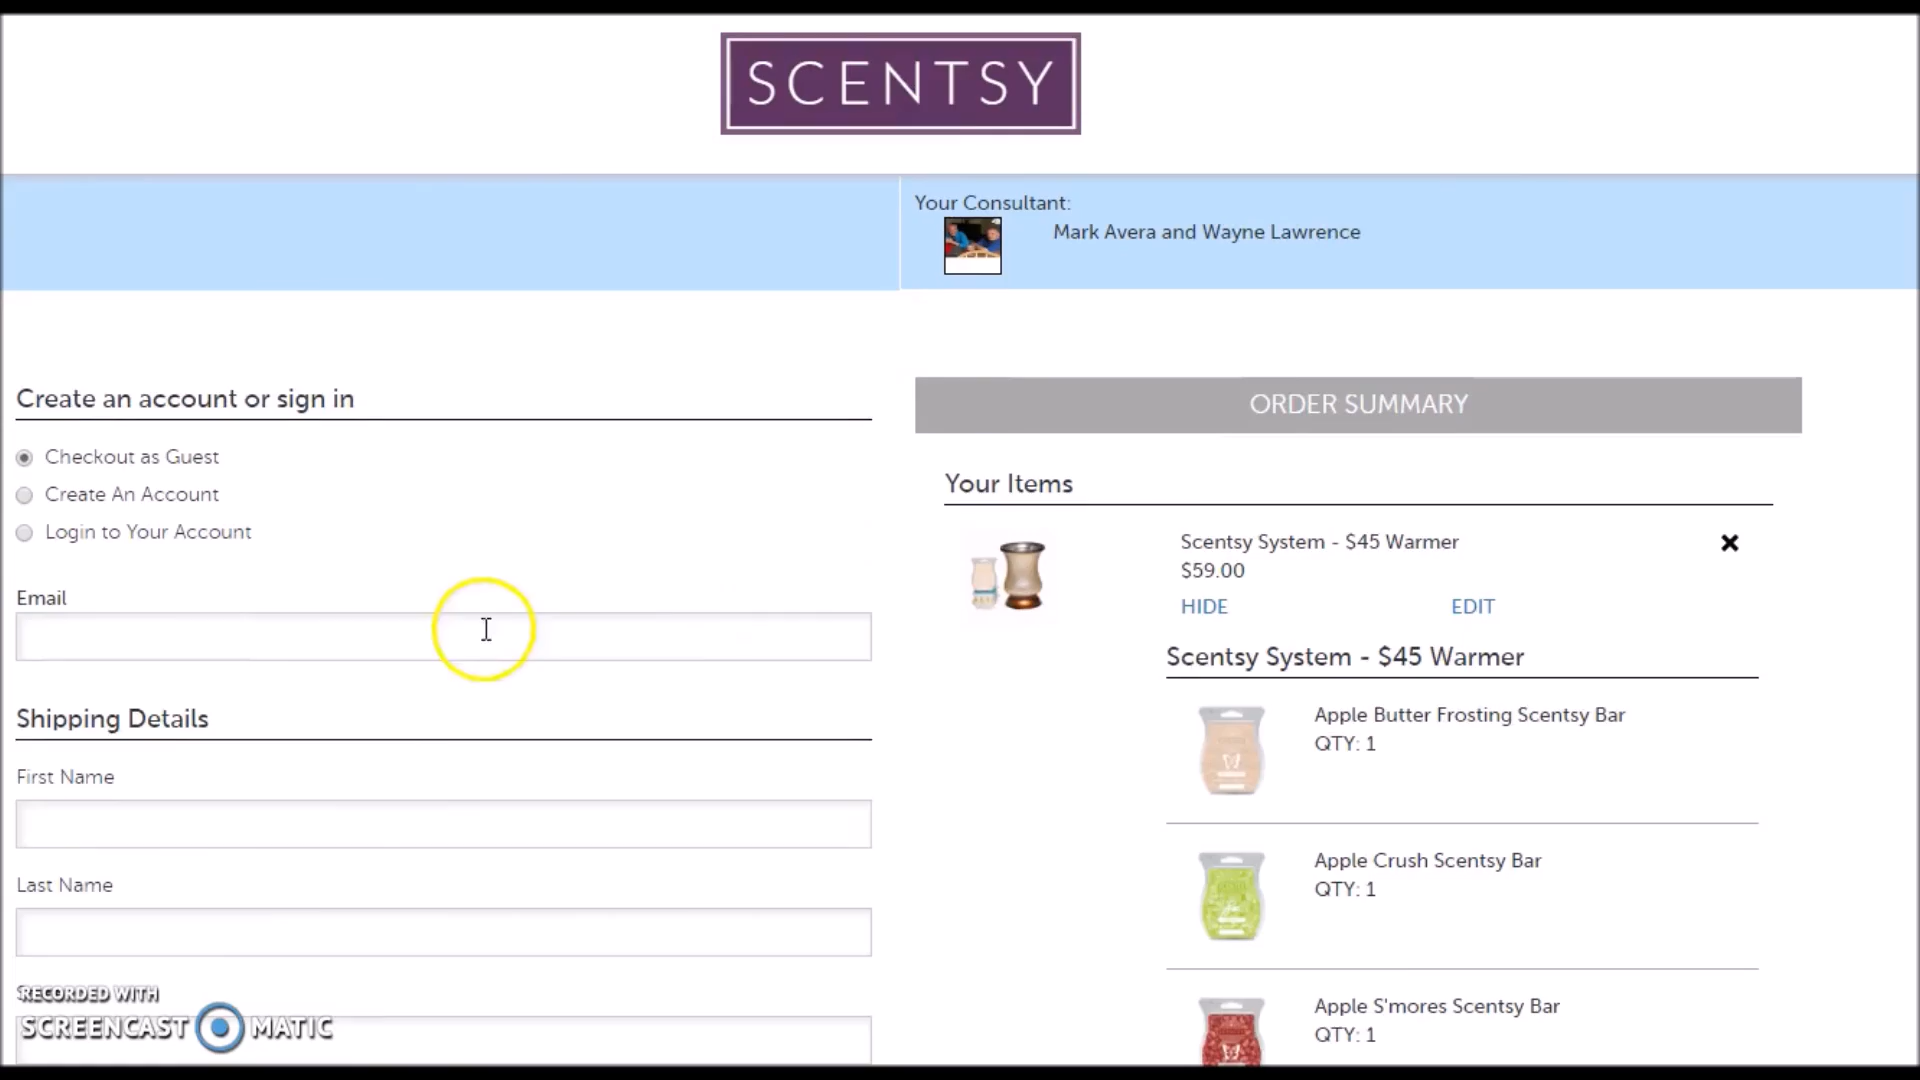 SCENTSY
Your Consultant:
Mark Avera and Wayne Lawrence
Create an account or sign in
Checkout as Guest
Create An Account
Login to Your Account
Email
Shipping Details
First Name
Last Name
RECORDED WITH
SCREENCAST MATIC
ORDER SUMMARY
Your Items
Scentsy System - $45 Warmer
$59.00
HIDE EDIT
Scentsy System - $45 Warmer
Apple Butter Frosting Scentsy Bar
QTY: 1
Apple Crush Scentsy Bar
QTY: 1
Apple S'mores Scentsy Bar
QTY: 1